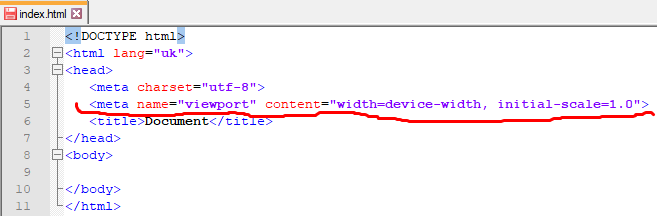 index.html
1 <!DOCTYPE html>
2 <html lang="uk">
3 <head>
4 <meta charset="utf-8">
5 <meta name="viewport" content="width=device-width, initial-scale=1.0">
6 <title>Document</title>
7 </head>
8 <body>
9
10 </body>
11 </html>